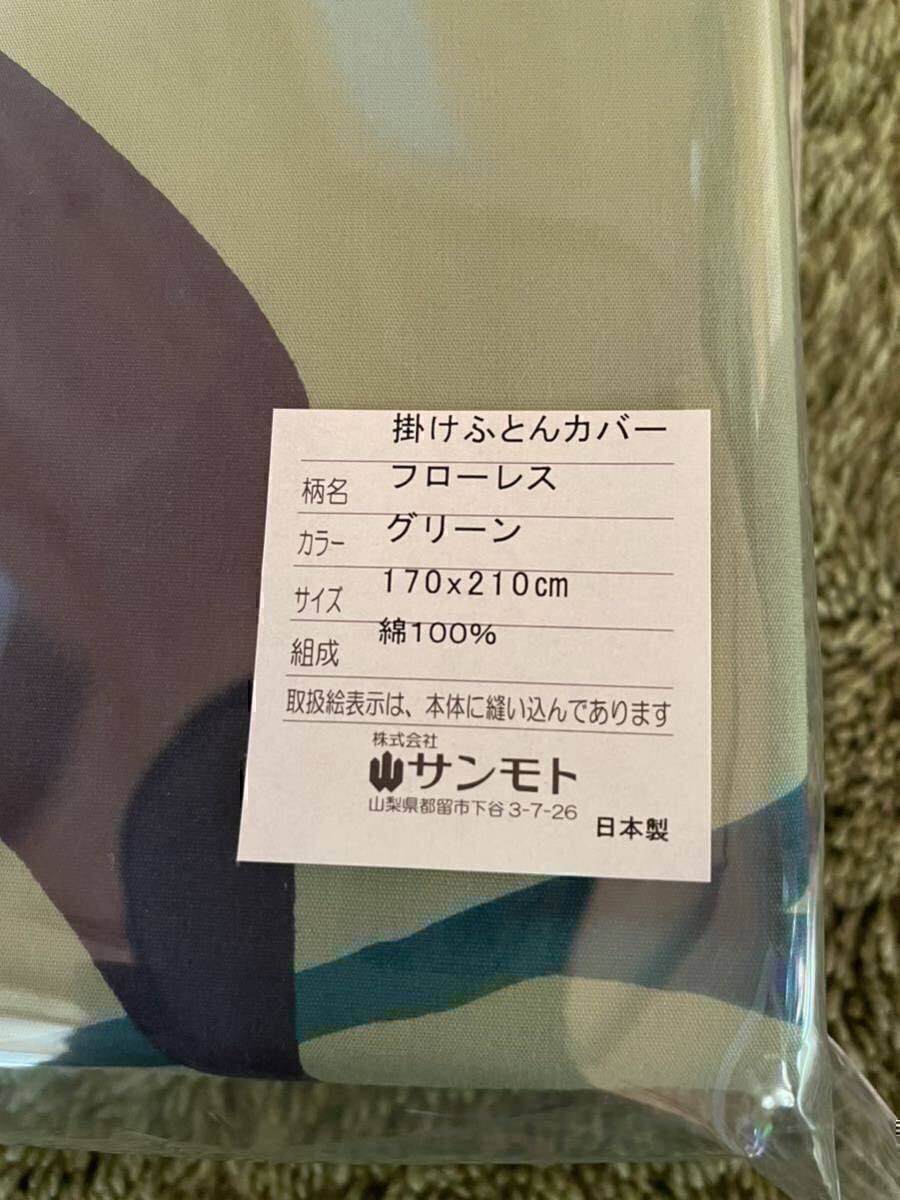 掛けふとんカバー
柄名 フローレス
カラー グリーン
サイズ 170x210cm
組成 綿100%
取扱絵表示は、本体に縫い込んであります
株式会社
サンモト
山梨県都留市下谷3-7-26
日本製